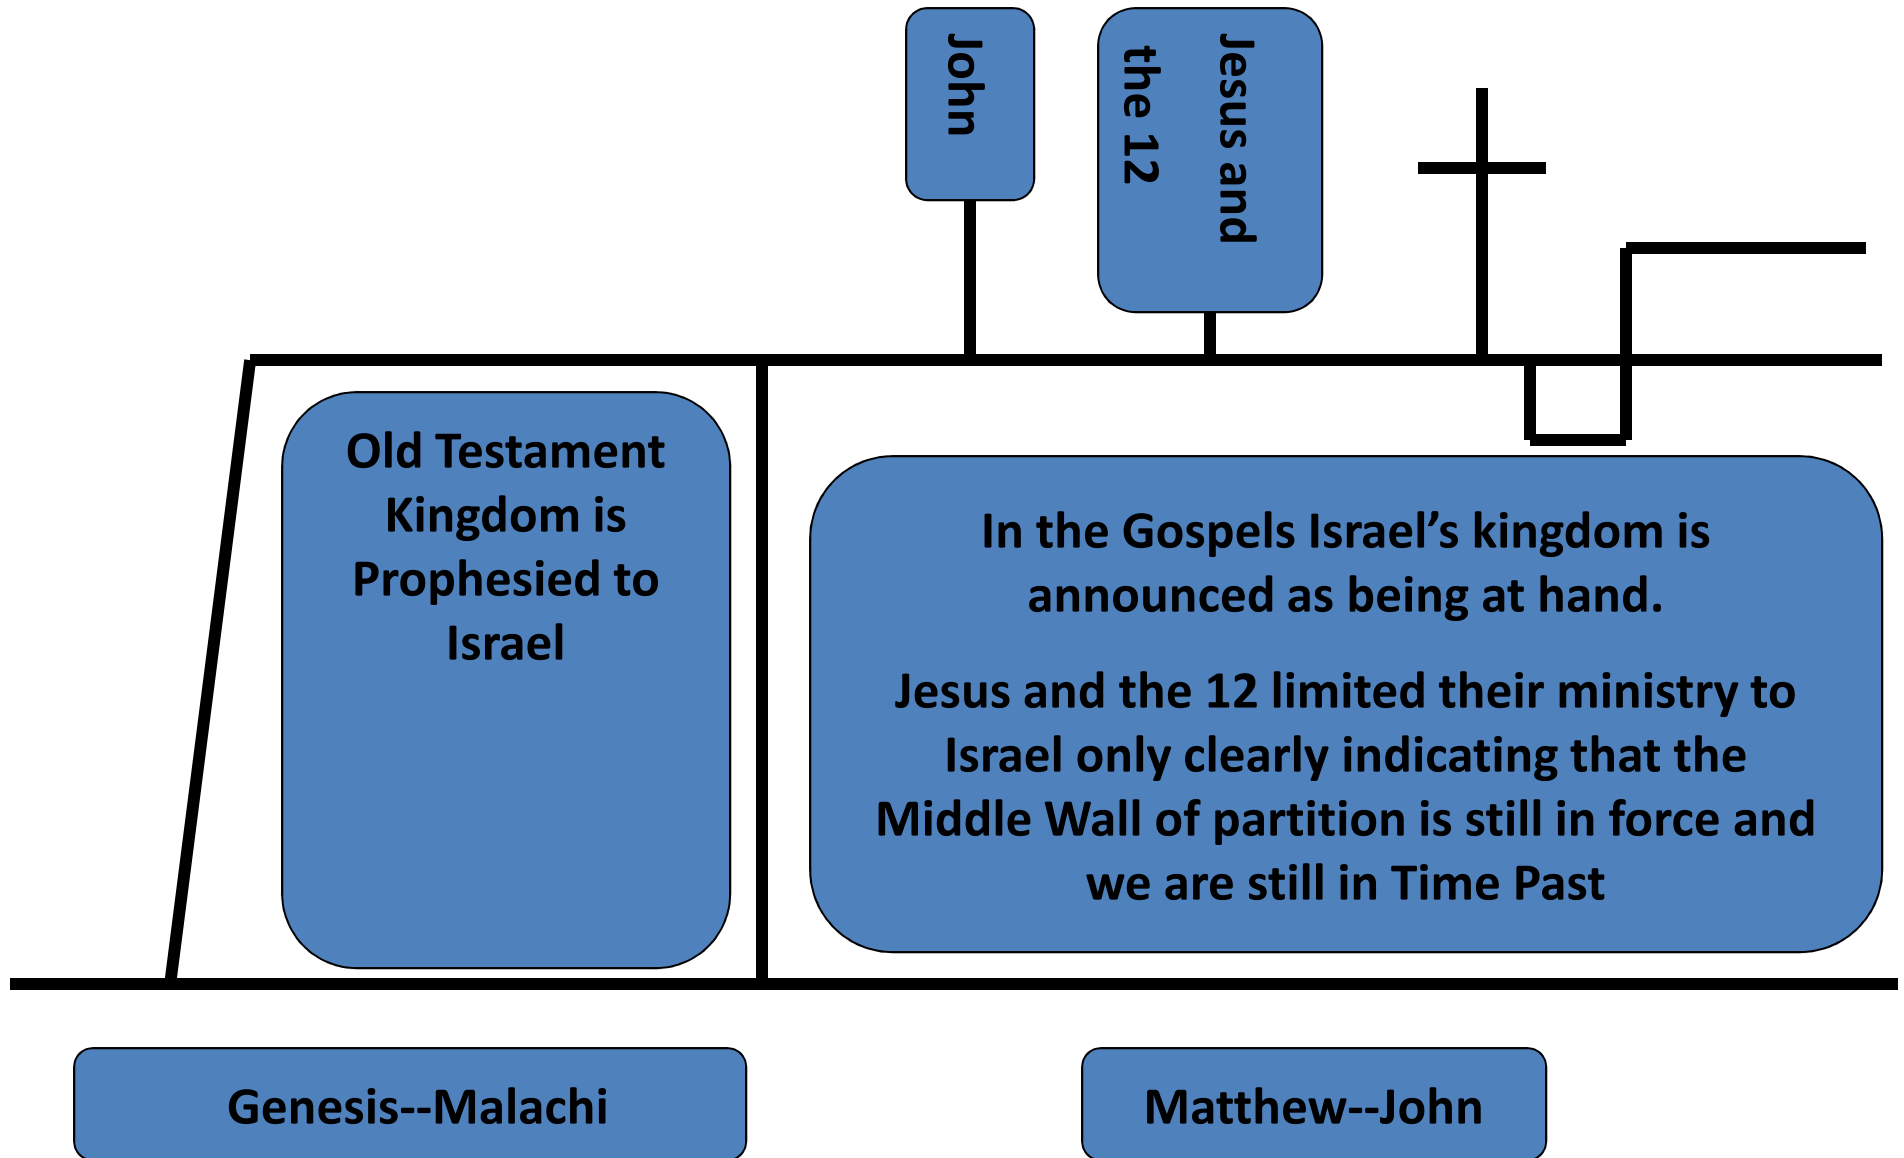 John
Jesus and
the 12
Old Testament
Kingdom is
Prophesied to
Israel
In the Gospels Israel’s kingdom is
announced as being at hand.
Jesus and the 12 limited their ministry to
Israel only clearly indicating that the
Middle Wall of partition is still in force and
we are still in Time Past
Genesis--Malachi
Matthew--John